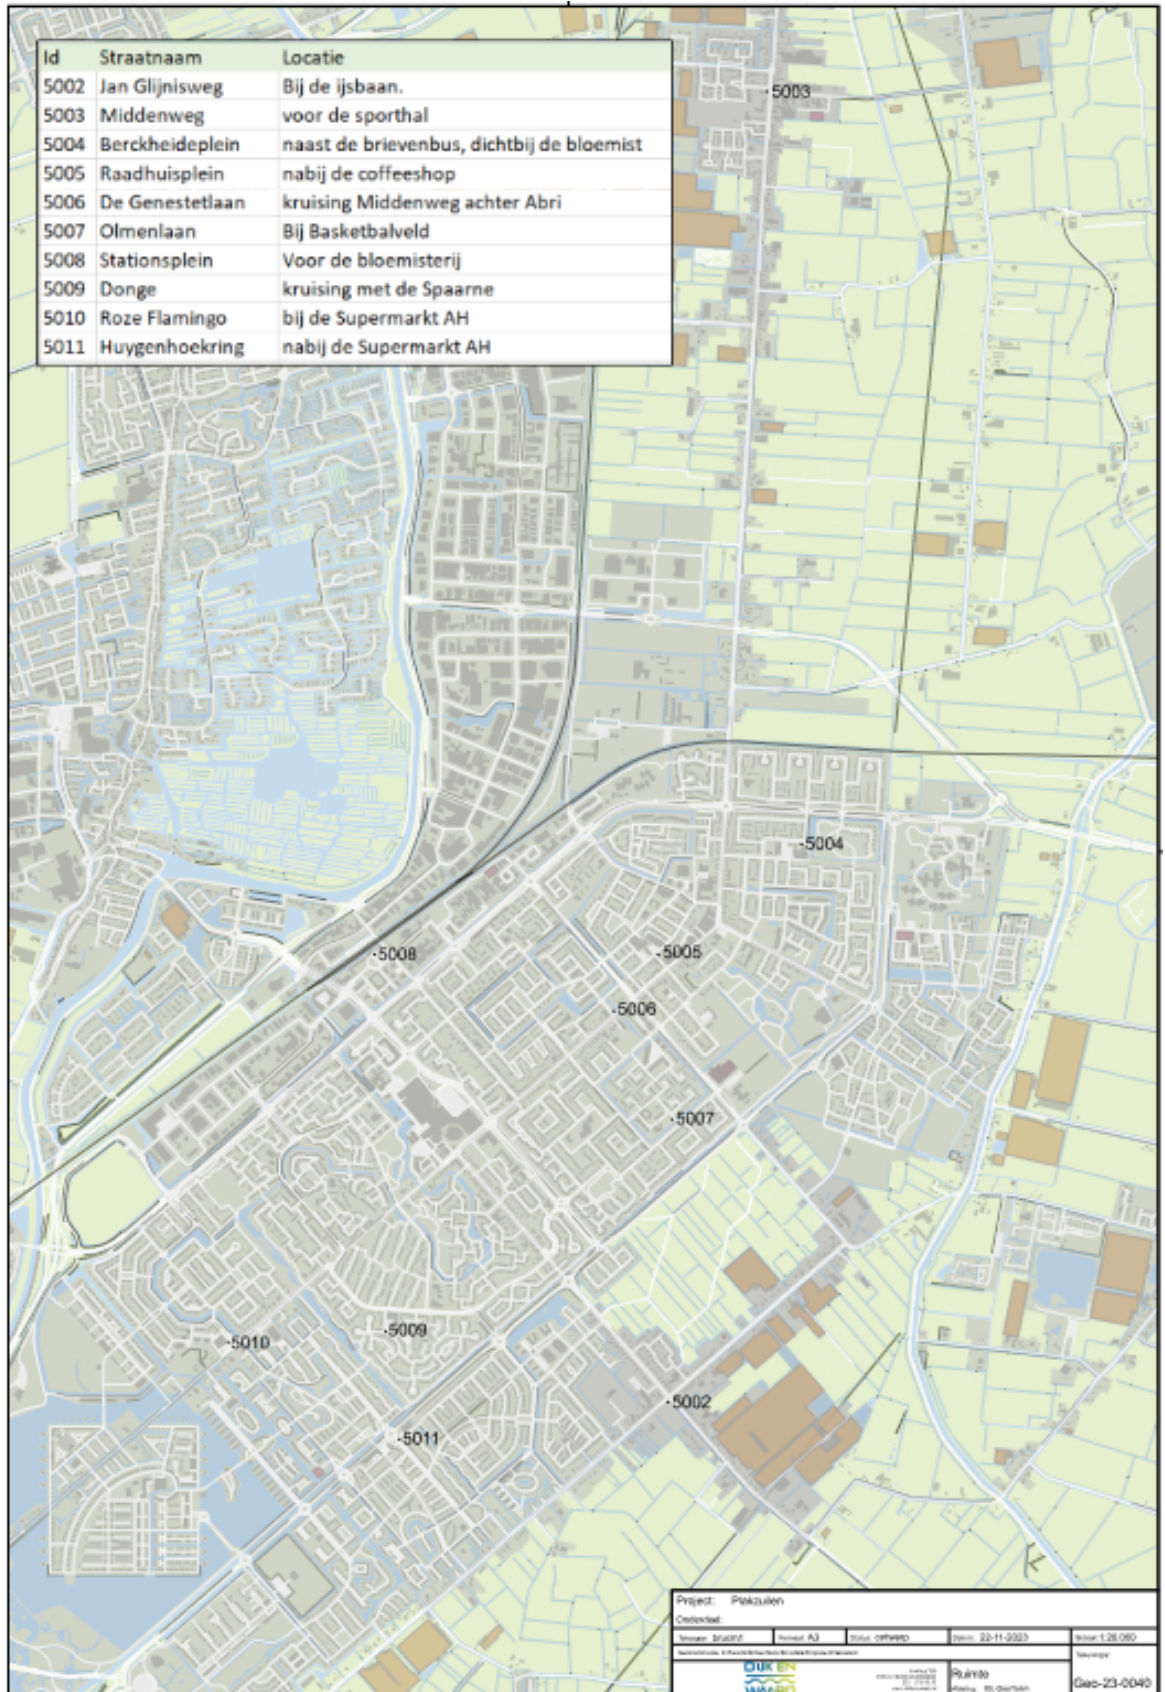 Id Straatnaam Locatie
5002 Jan Glijnisweg Bij de ijsbaan.
5003 Middenweg voor de sporthal
5004 Berckheideplein naast de brievenbus, dichtbij de bloemist
5005 Raadhuisplein nabij de coffeeshop
5006 De Genestetlaan kruising Middenweg achter Abri
5007 Olmenlaan Bij Basketbalveld
5008 Stationsplein Voor de bloemisterij
5009 Donge kruising met de Spaarne
5010 Roze Flamingo bij de Supermarkt AH
5011 Huygenhoekring nabij de Supermarkt AH
5003
5004
5008
5005
5006
5007
5009
5010
5002
5011
Project: Plakzuilen
Onderdeel:
A3 Status: ontwerp Datum: 22-11-2023 Schaal: 1:20.000
Ruimte
Geo-23-0040